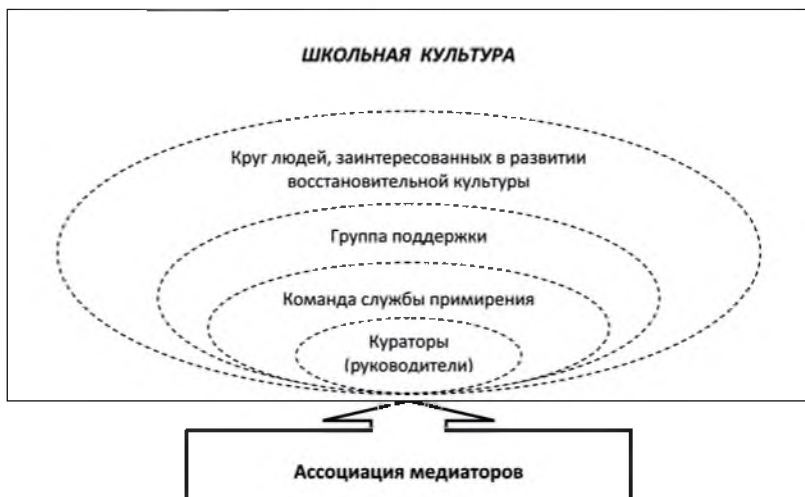 ШКОЛЬНАЯ КУЛЬТУРА
Круг людей, заинтересованных в развитии
восстановительной культуры
Группа поддержки
Команда службы примирения
Кураторы
(руководители)
Ассоциация медиаторов